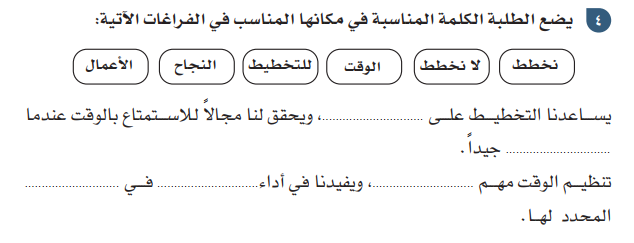 ٤ يضع الطلبة الكلمة المناسبة في مكانها المناسب في الفراغات الآتية:
نخطط لا نخطط الوقت للتخطيط النجاح الأعمال
يساعدنا التخطيط على ............................، ويحقق لنا مجالاً للاستمتاع بالوقت عندما
............................ جيداً.
تنظيم الوقت مهم ............................، ويفيدنا في أداء ............................ في ............................
المحدد لها.